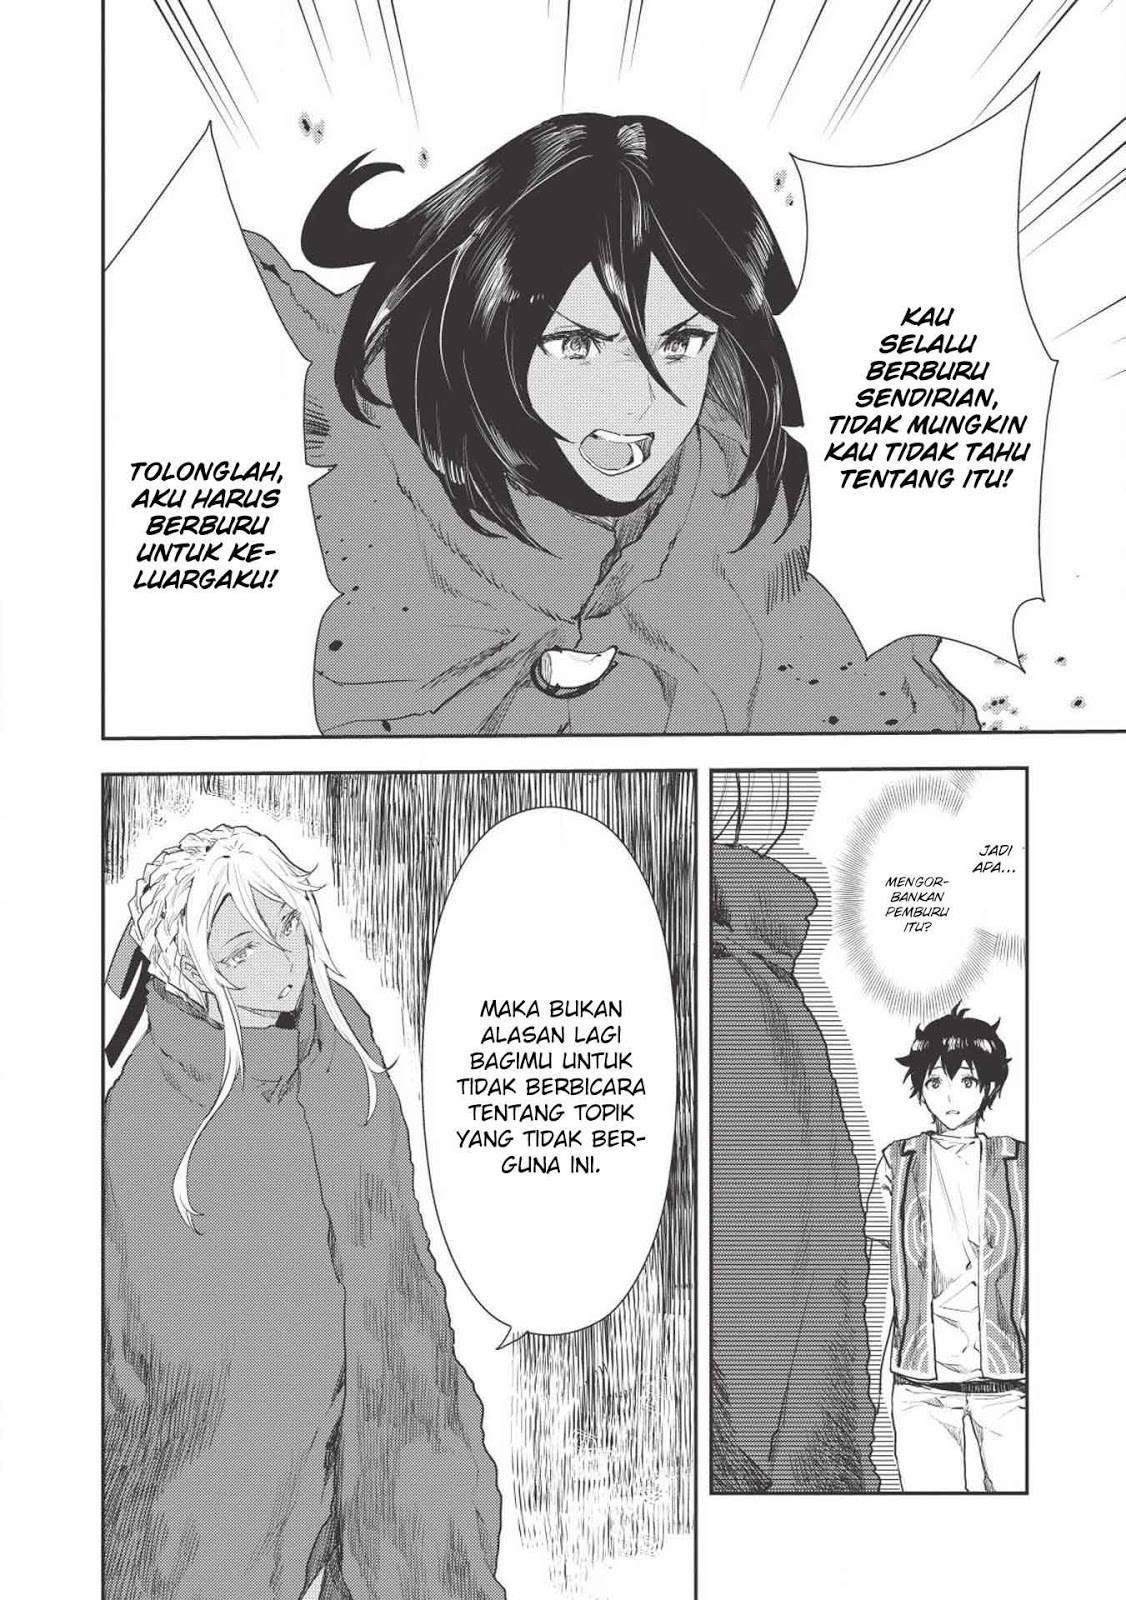 KAU
SELALU
BERBURU
SENDIRIAN,
TIDAK MUNGKIN
KAU TIDAK TAHU
TENTANG ITU!
TOLONGLAH,
AKU HARUS
BERBURU
UNTUK KE-
LUARGAKU!
JADI
APA...
MENGOR-
BANKAN
PEMBURU
ITU?
MAKA BUKAN
ALASAN LAGI
BAGIMU UNTUK
TIDAK BERBICARA
TENTANG TOPIK
YANG TIDAK BER-
GUNA INI.